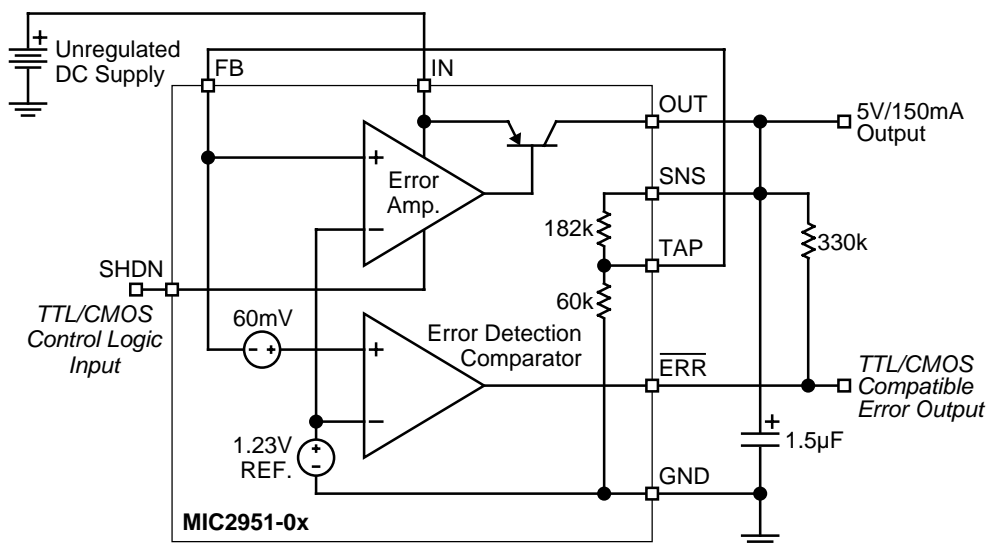 Unregulated
DC Supply
FB
IN
OUT
5V/150mA
Output
SNS
Error
Amp.
182k
330k
TAP
SHDN
60k
TTL/CMOS
Control Logic
Input
60mV
Error Detection
Comparator
ERR
TTL/CMOS
Compatible
Error Output
1.5µF
1.23V
REF.
GND
MIC2951-0x